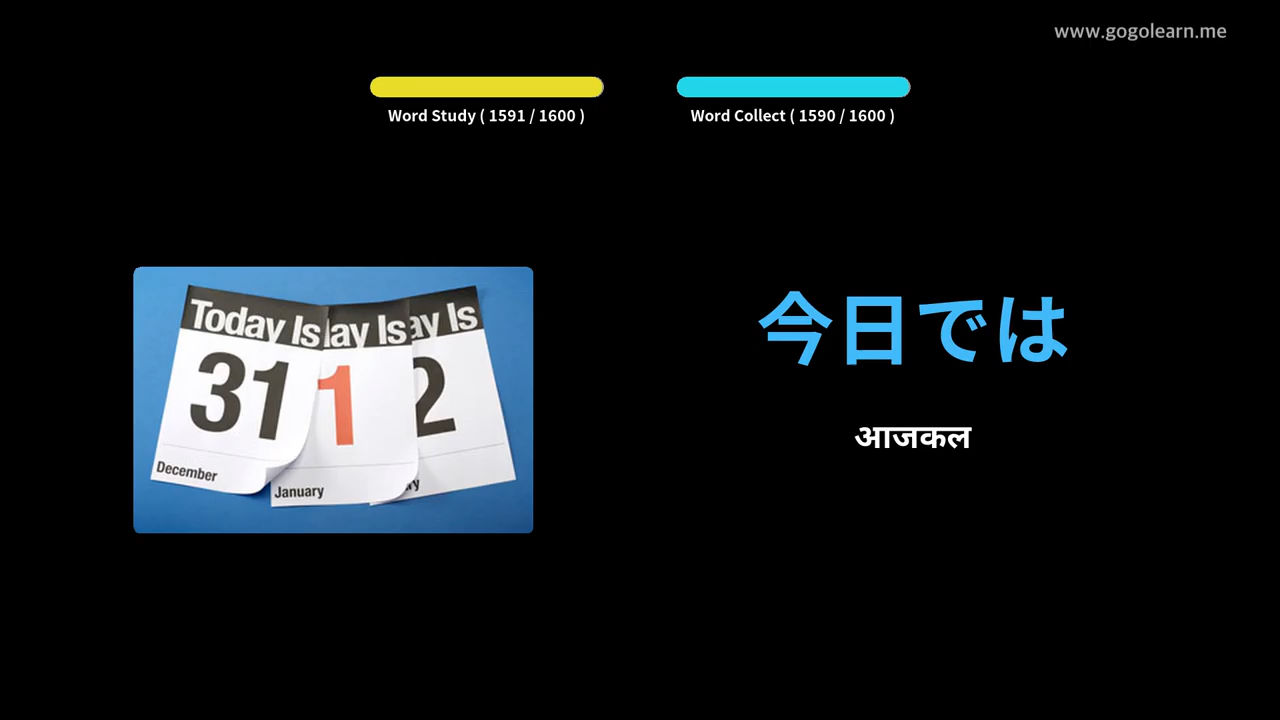 www.gogolearn.me
Word Study ( 1591 / 1600 )
Word Collect ( 1590 / 1600 )
Today Is
ay Is
ay Is
31
1
2
December
January
ry
今日では
आजकल